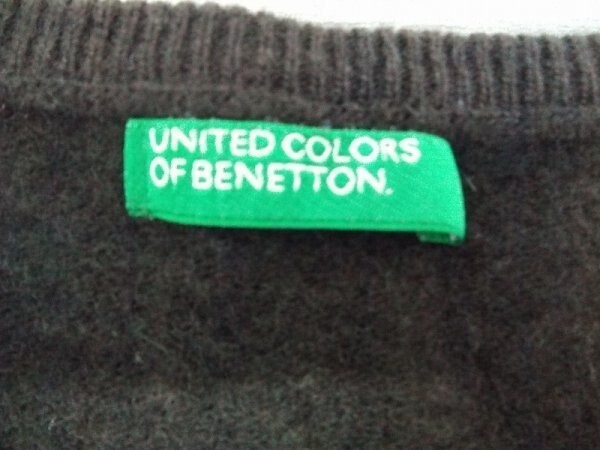 UNITED COLORS
OF BENETTON.